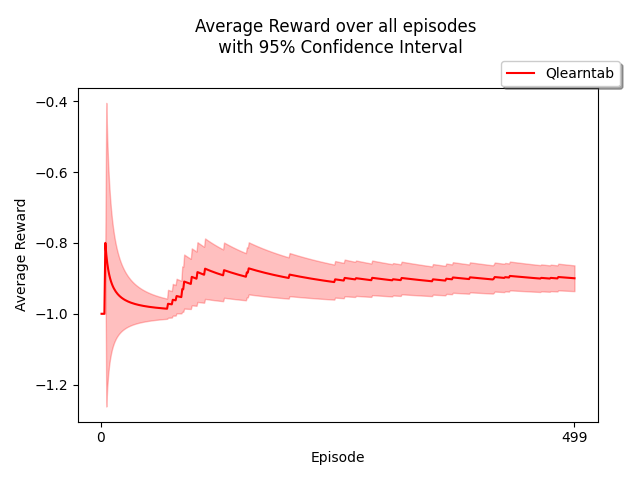 Average Reward over all episodes
with 95% Confidence Interval
Qlearntab
Average Reward
−0.4
−0.6
−0.8
−1.0
−1.2
0
499
Episode